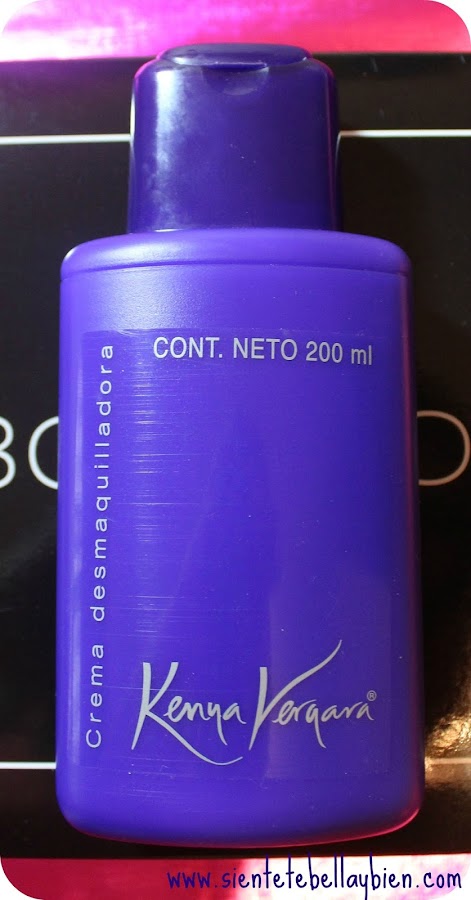 CONT. NETO 200 ml
Crema desmaquilladora
Kenya Vergara®
www.sientetebellaybien.com